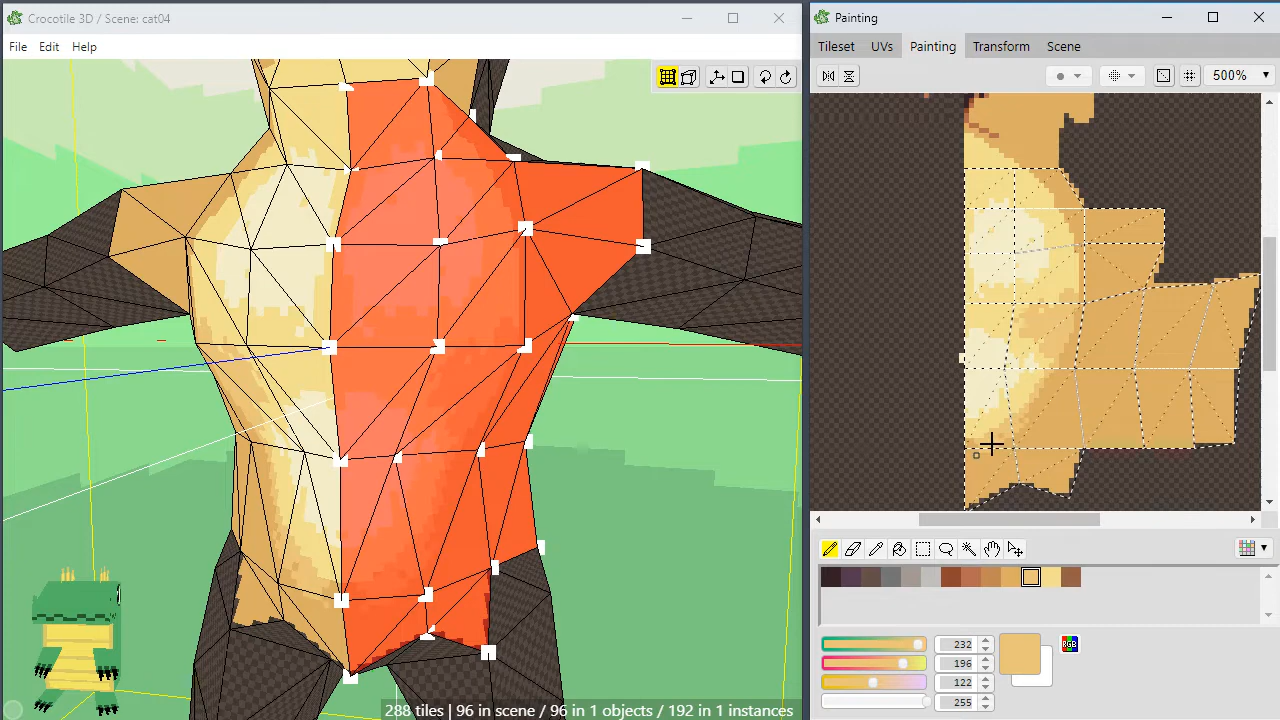 Crocotile 3D / Scene: cat04
File Edit Help
288 tiles | 96 in scene / 96 in 1 objects / 192 in 1 instances
Painting
Tileset UVs Painting Transform Scene
500%
232
196
122
255
RGB